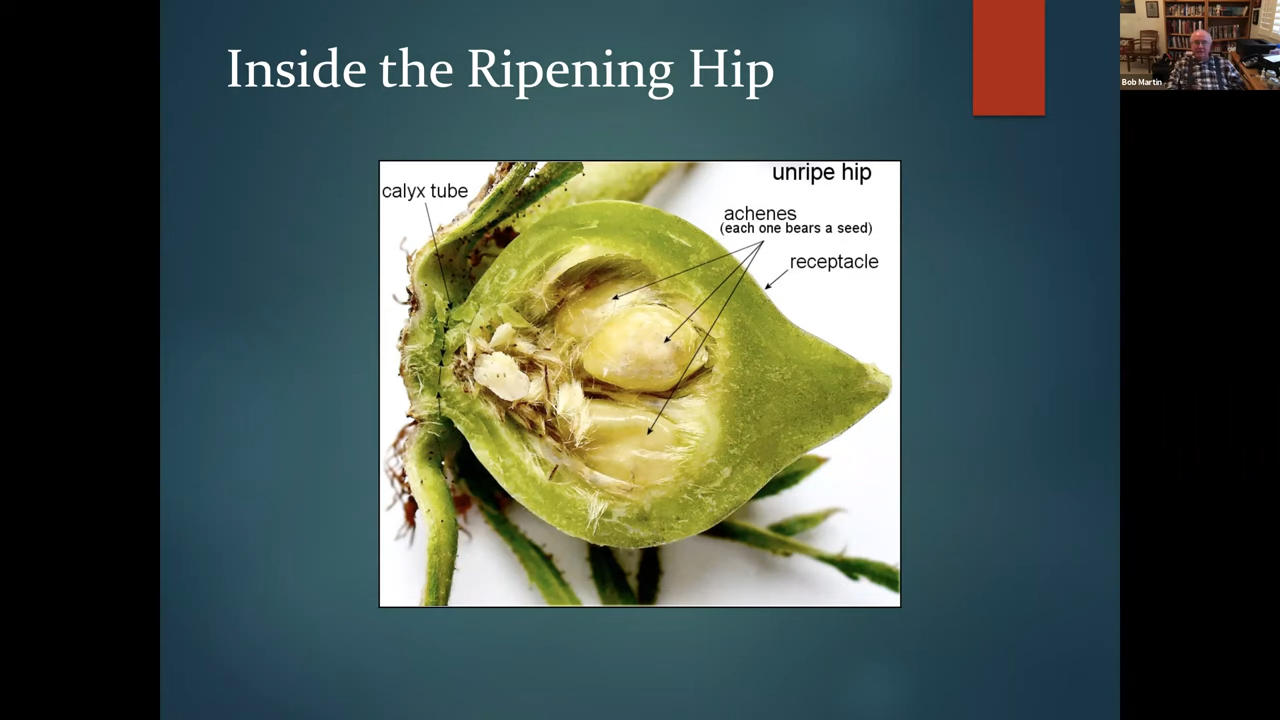 Inside the Ripening Hip
Bob Martin
unripe hip
calyx tube
achenes
(each one bears a seed)
receptacle